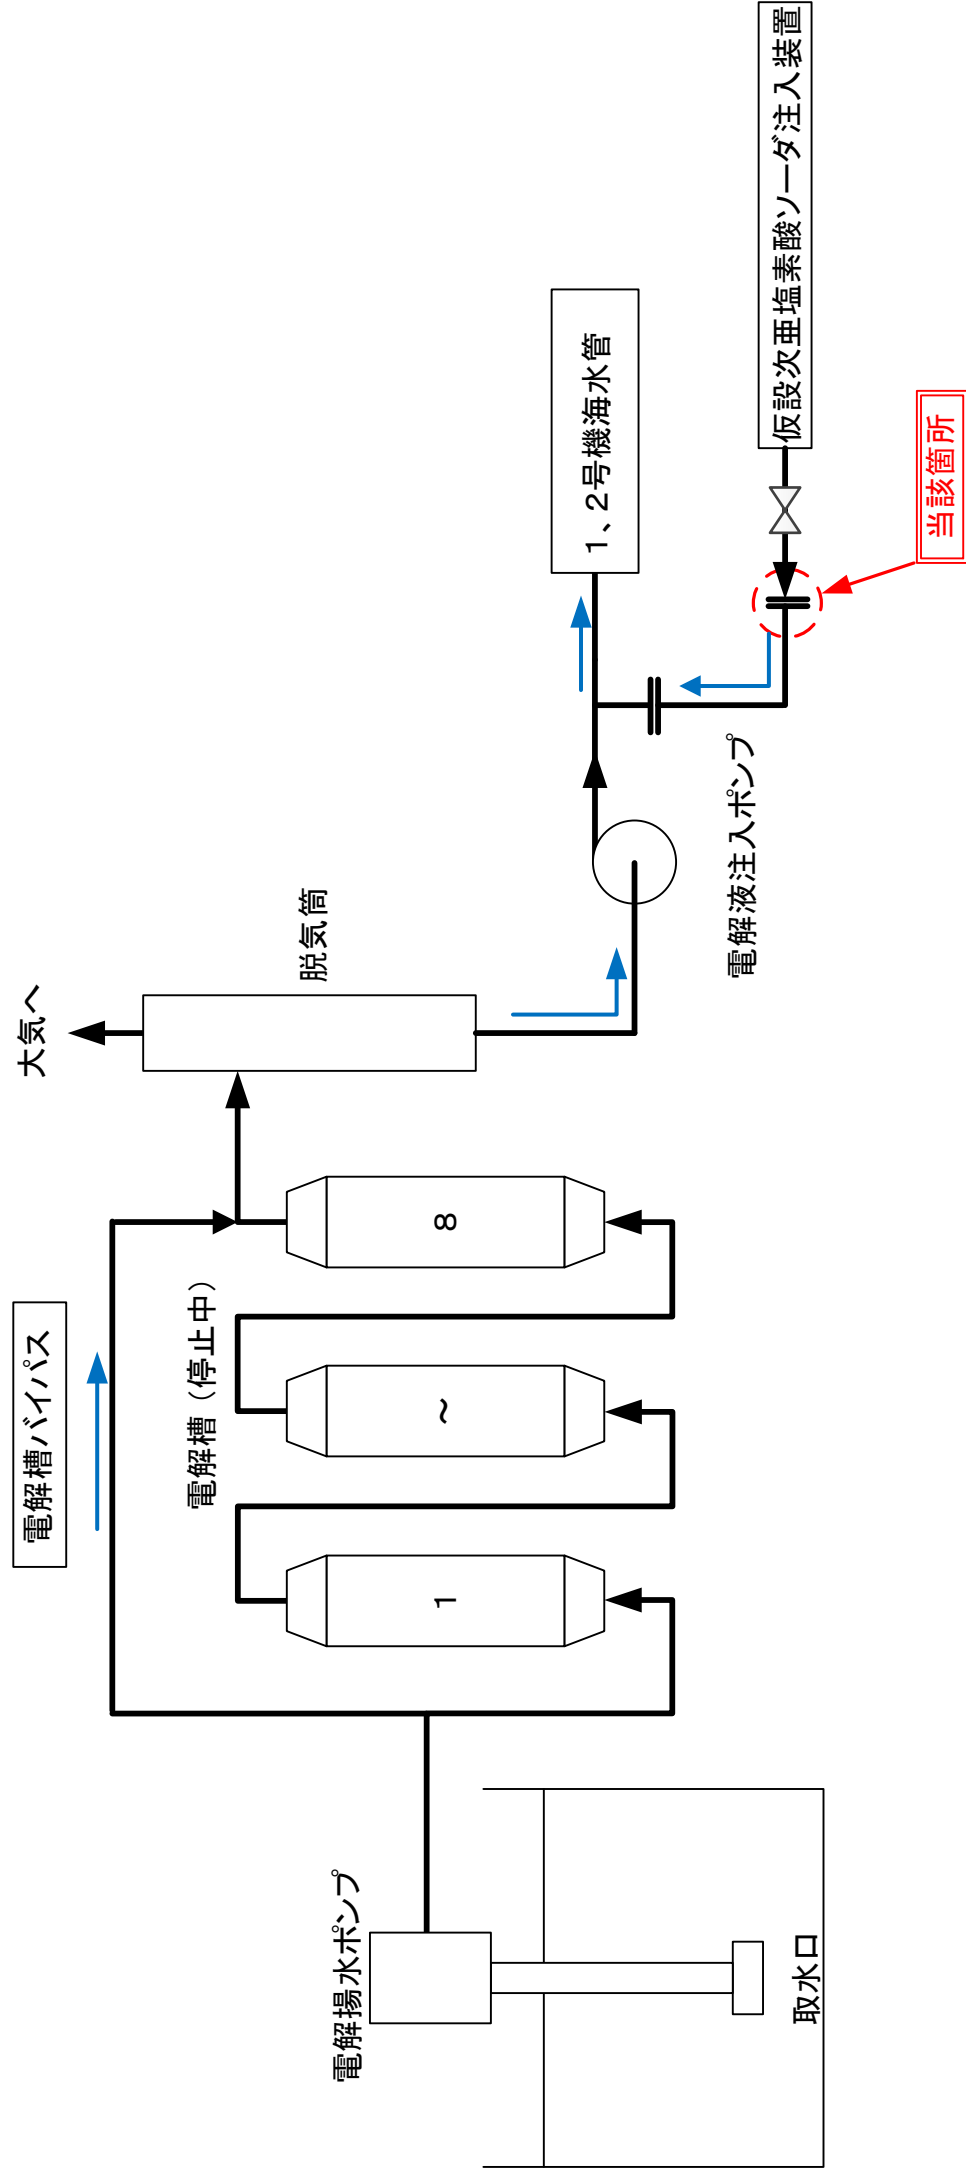 電解揚水ポンプ
取水口
電解槽バイパス
電解槽（停止中）
1
～
8
大気へ
脱気筒
電解液注入ポンプ
1、2号機海水管
仮設次亜塩素酸ソーダ注入装置
当該箇所